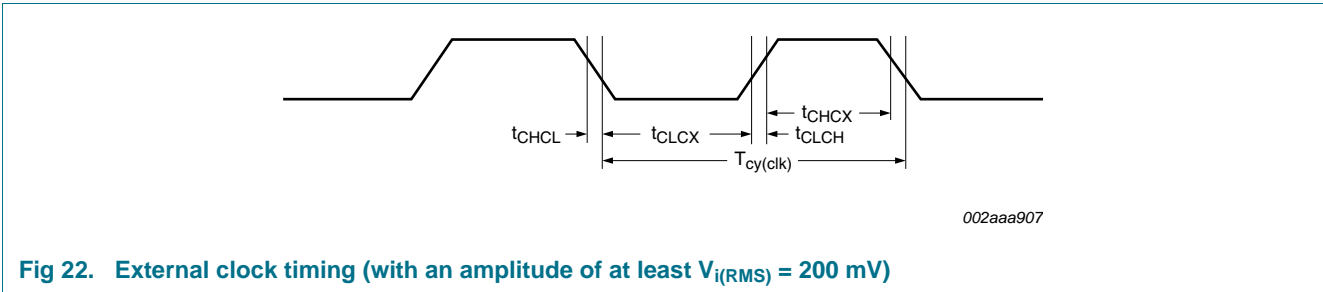 tCHCX
tCHCL tCLCX tCLCH
Tcy(clk)
002aaa907
Fig 22. External clock timing (with an amplitude of at least Vi(RMS) = 200 mV)